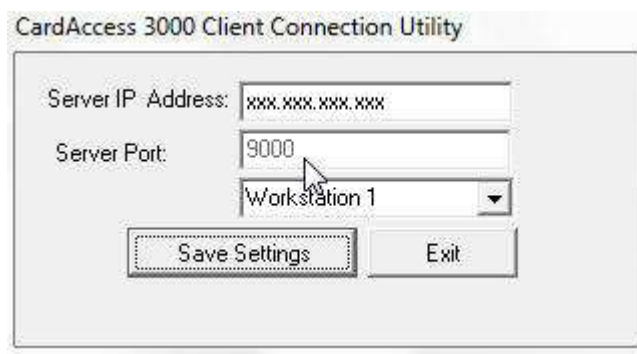 CardAccess 3000 Client Connection Utility
Server IP Address: xxx.xxx.xxx.xxx
Server Port: 9000
Workstation 1
Save Settings Exit